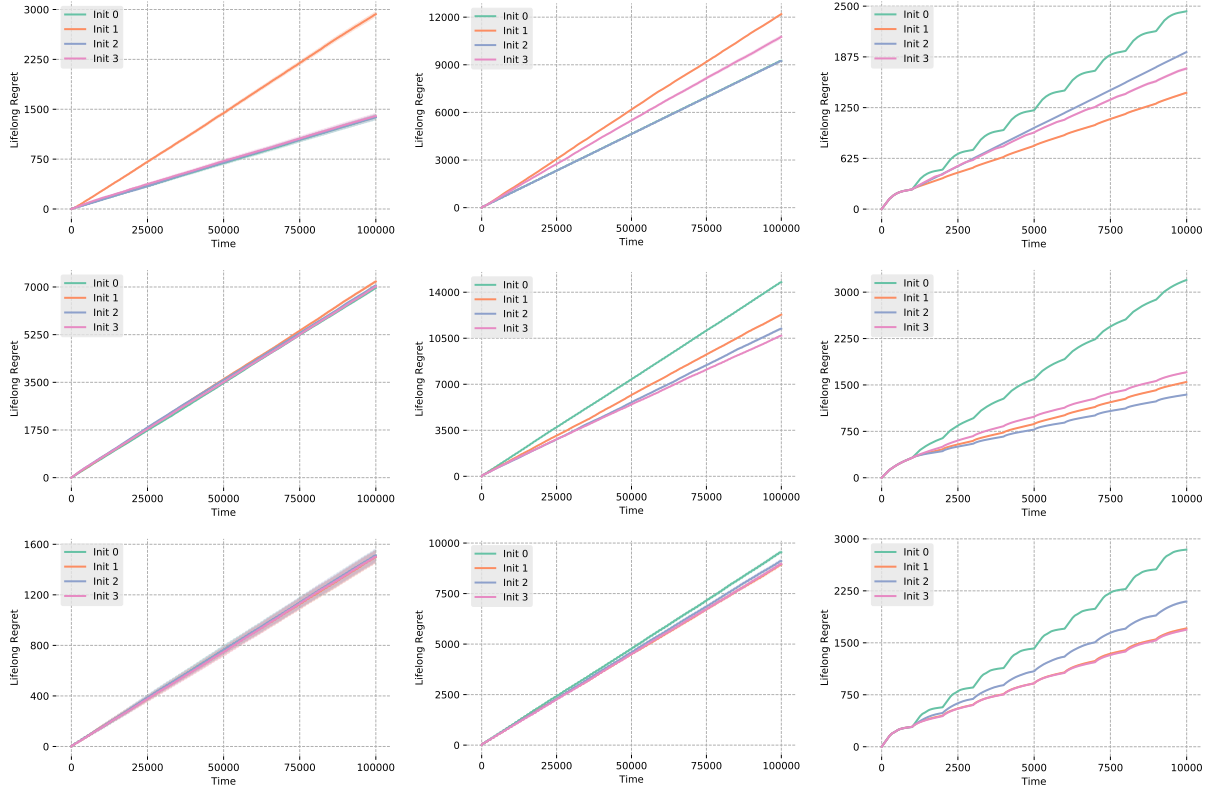 3000
2250
1500
750
0
Lifelong Regret
Init 0
Init 1
Init 2
Init 3
0 25000 50000 75000 100000
Time
12000
9000
6000
3000
0
Lifelong Regret
Init 0
Init 1
Init 2
Init 3
0 25000 50000 75000 100000
Time
2500
1875
1250
625
0
Lifelong Regret
Init 0
Init 1
Init 2
Init 3
0 2500 5000 7500 10000
Time
7000
5250
3500
1750
0
Lifelong Regret
Init 0
Init 1
Init 2
Init 3
0 25000 50000 75000 100000
Time
14000
10500
7000
3500
0
Lifelong Regret
Init 0
Init 1
Init 2
Init 3
0 25000 50000 75000 100000
Time
3000
2250
1500
750
0
Lifelong Regret
Init 0
Init 1
Init 2
Init 3
0 2500 5000 7500 10000
Time
1600
1200
800
400
0
Lifelong Regret
Init 0
Init 1
Init 2
Init 3
0 25000 50000 75000 100000
Time
10000
7500
5000
2500
0
Lifelong Regret
Init 0
Init 1
Init 2
Init 3
0 25000 50000 75000 100000
Time
3000
2250
1500
750
0
Lifelong Regret
Init 0
Init 1
Init 2
Init 3
0 2500 5000 7500 10000
Time